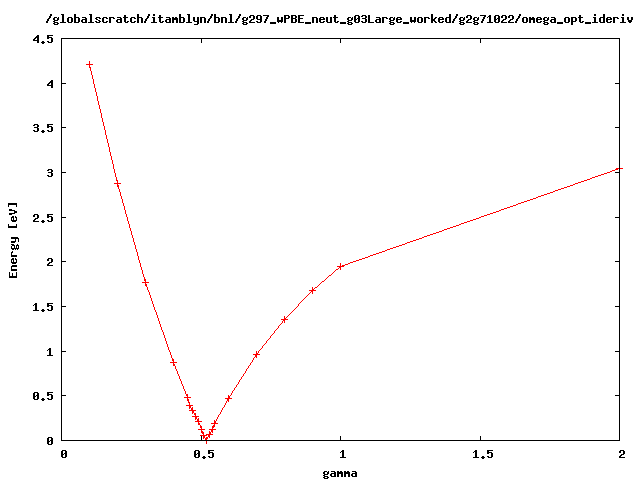 /globalscratch/itamblyn/bnl/g297_wPBE_neut_g03Large_worked/g2g71022/omega_opt_ideriv
4.5
4
3.5
3
2.5
2
1.5
1
0.5
0
Energy [eV]
0 0.5 1 1.5 2
gamma